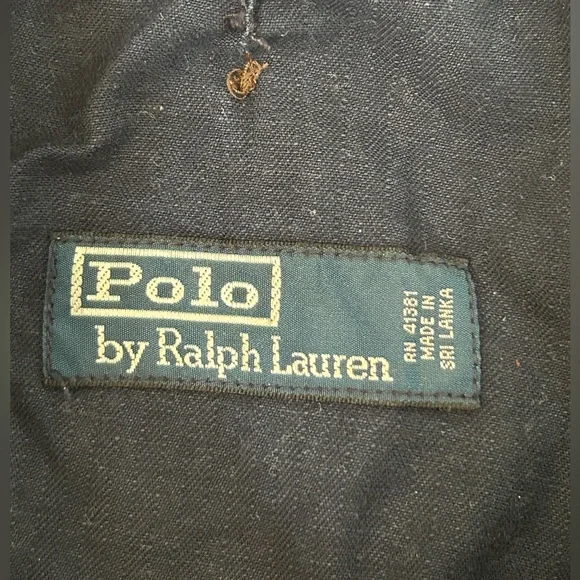 Polo
by Ralph Lauren
RN 41381
MADE IN
SRI LANKA